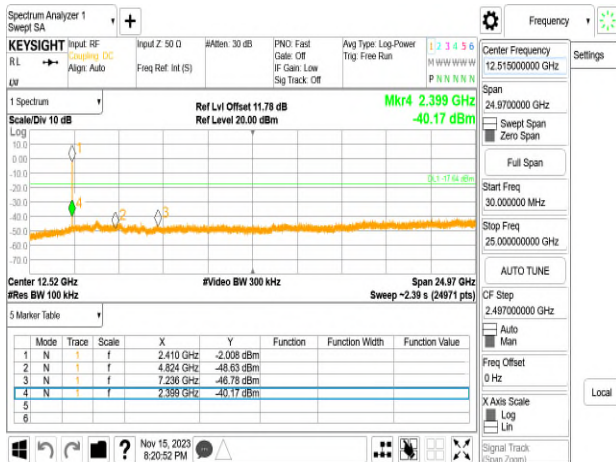 Spectrum Analyzer 1
Swept SA
+
Frequency
KEYSIGHT
Input: RF
Coupling: DC
Align: Auto
Input Z: 50 Ω
Freq Ref: Int (S)
#Atten: 30 dB
PNO: Fast
Gate: Off
IF Gain: Low
Sig Track: Off
Avg Type: Log-Power
Trig: Free Run
1 2 3 4 5 6
M W W W W W
P N N N N N
RL
LXI
Center Frequency
12.515000000 GHz
Settings
Span
24.9700000 GHz
Swept Span
Zero Span
Full Span
Start Freq
30.000000 MHz
Stop Freq
25.000000000 GHz
AUTO TUNE
CF Step
2.497000000 GHz
Auto
Man
Freq Offset
0 Hz
X Axis Scale
Log
Lin
Signal Track
(Span Zoom)
Local
1 Spectrum
Scale/Div 10 dB
Ref Lvl Offset 11.78 dB
Ref Level 20.00 dBm
Mkr4 2.399 GHz
-40.17 dBm
Log
10.0
0.00
-10.0
-20.0
-30.0
-40.0
-50.0
-60.0
-70.0
1
2
3
4
Center 12.52 GHz
#Res BW 100 kHz
#Video BW 300 kHz
Span 24.97 GHz
Sweep ~2.39 s (24971 pts)
5 Marker Table
Mode Trace Scale X Y Function Function Width Function Value
1 N 1 f 2.410 GHz -2.008 dBm
2 N 1 f 4.824 GHz -48.63 dBm
3 N 1 f 7.236 GHz -46.78 dBm
4 N 1 f 2.399 GHz -40.17 dBm
5
6
?
Nov 15, 2023
8:20:52 PM